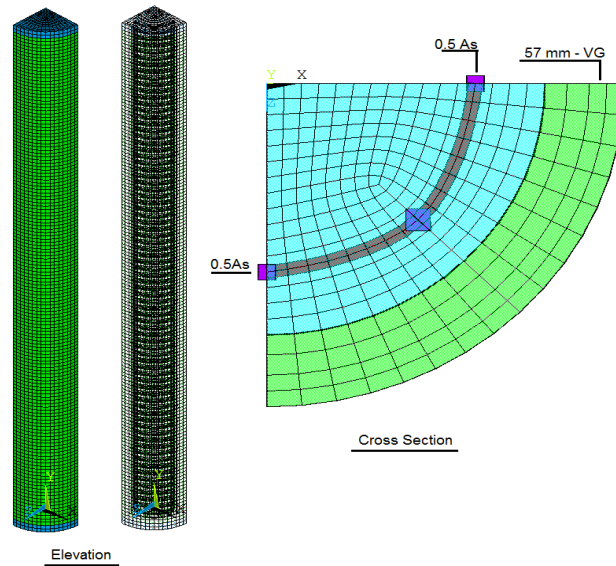 0.5 As
57 mm - VG
Y X
Z
0.5As
Cross Section
Y
X
Elevation